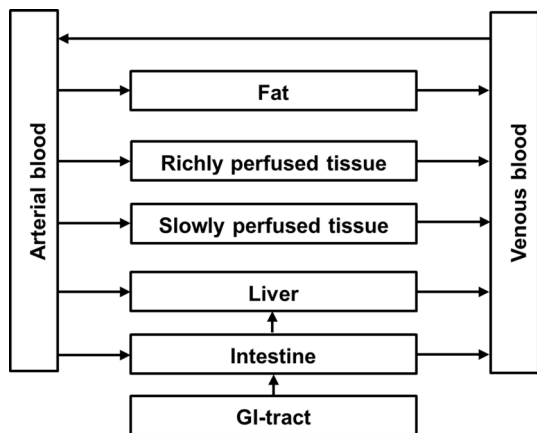 Arterial blood
Fat
Richly perfused tissue
Slowly perfused tissue
Liver
Intestine
GI-tract
Venous blood